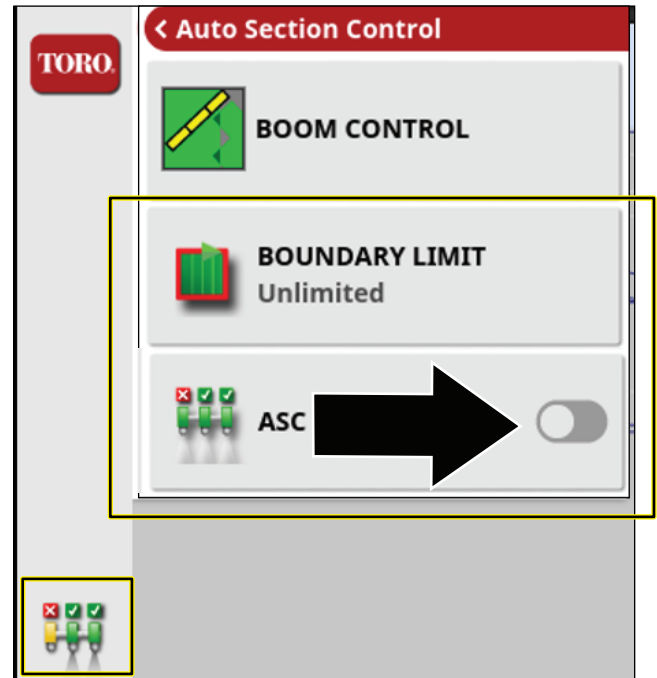 TORO.
< Auto Section Control
BOOM CONTROL
BOUNDARY LIMIT
Unlimited
ASC